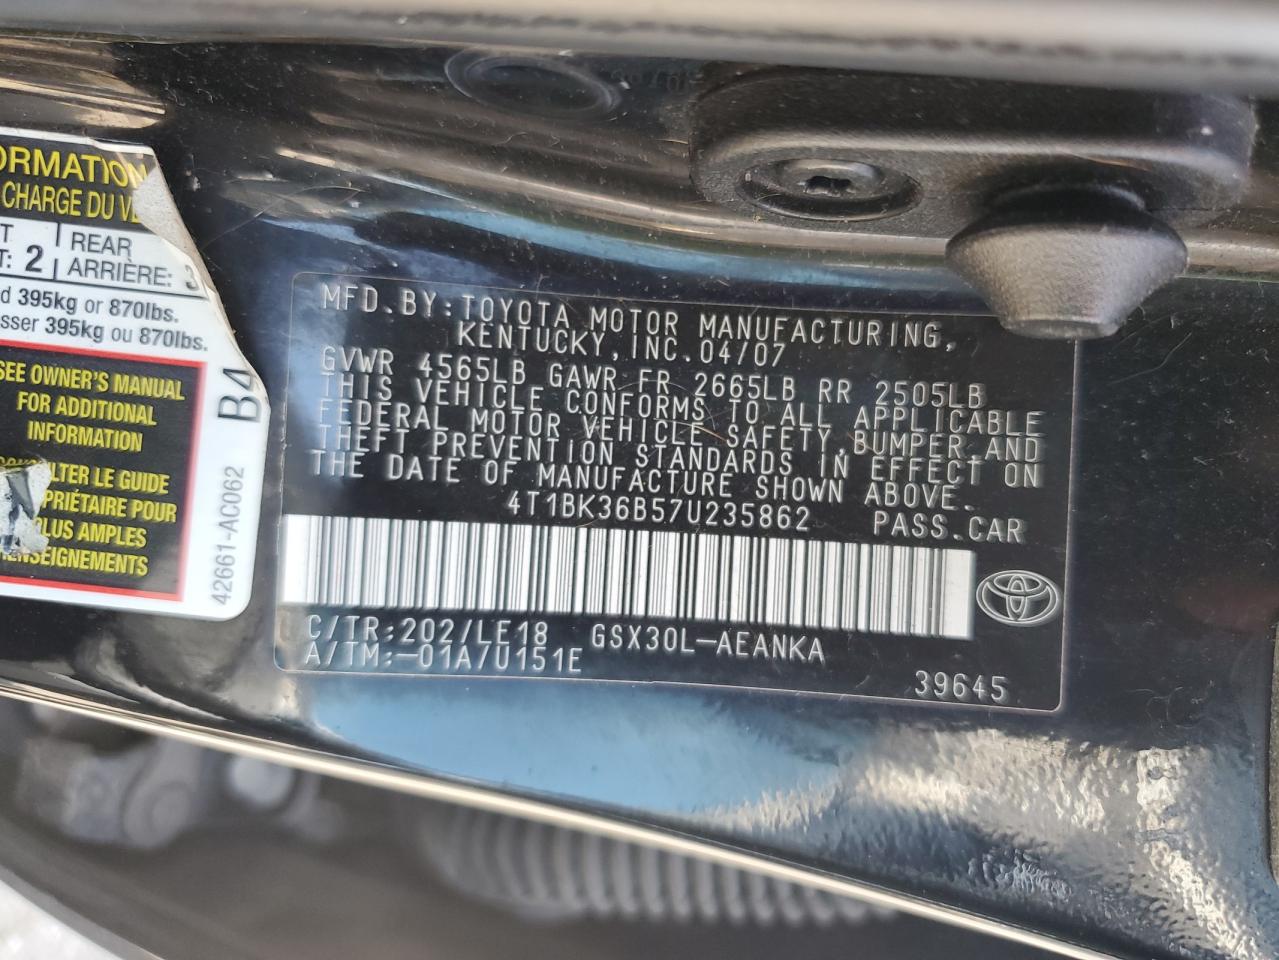 ORMATION
CHARGE DU
2 REAR
ARRIÈRE: 3
395kg or 870lbs.
sser 395kg ou 870lbs.
SEE OWNER'S MANUAL
FOR ADDITIONAL
INFORMATION
LE GUIDE
PRIÉTAIRE POUR
PLUS AMPLES
RENSEIGNEMENTS
B4
42661-AC062
MFD.BY:TOYOTA MOTOR MANUFACTURING,
KENTUCKY,INC.04/07
GVWR 4565LB GAWR FR 2665LB RR 2505LB
THIS VEHICLE CONFORMS TO ALL APPLICABLE
FEDERAL MOTOR VEHICLE SAFETY,BUMPER,AND
THEFT PREVENTION STANDARDS IN EFFECT ON
THE DATE OF MANUFACTURE SHOWN ABOVE.
4T1BK36B57U235862 PASS.CAR
C/TR:202/LE18 GSX30L-AEANKA
A/TM:-01A/U151E
39645